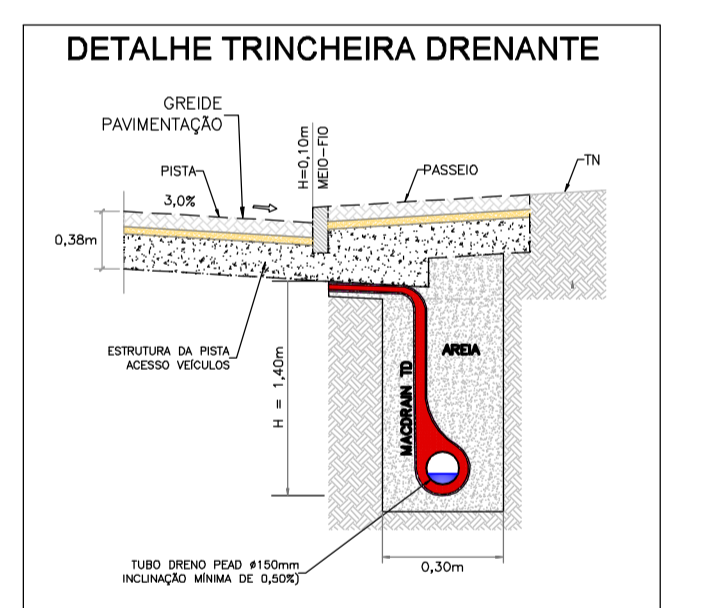 DETALHE TRINCHEIRA DRENANTE
GREIDE
PAVIMENTAÇÃO
H=0,10m
MEIO-FIO
PISTA
PASSEIO
TN
3,0%
0,38m
ESTRUTURA DA PISTA
ACESSO VEÍCULOS
H = 1,40m
MACDRAIN TD
AREIA
TUBO DRENO PEAD ø150mm
INCLINAÇÃO MÍNIMA DE 0,50%)
0,30m